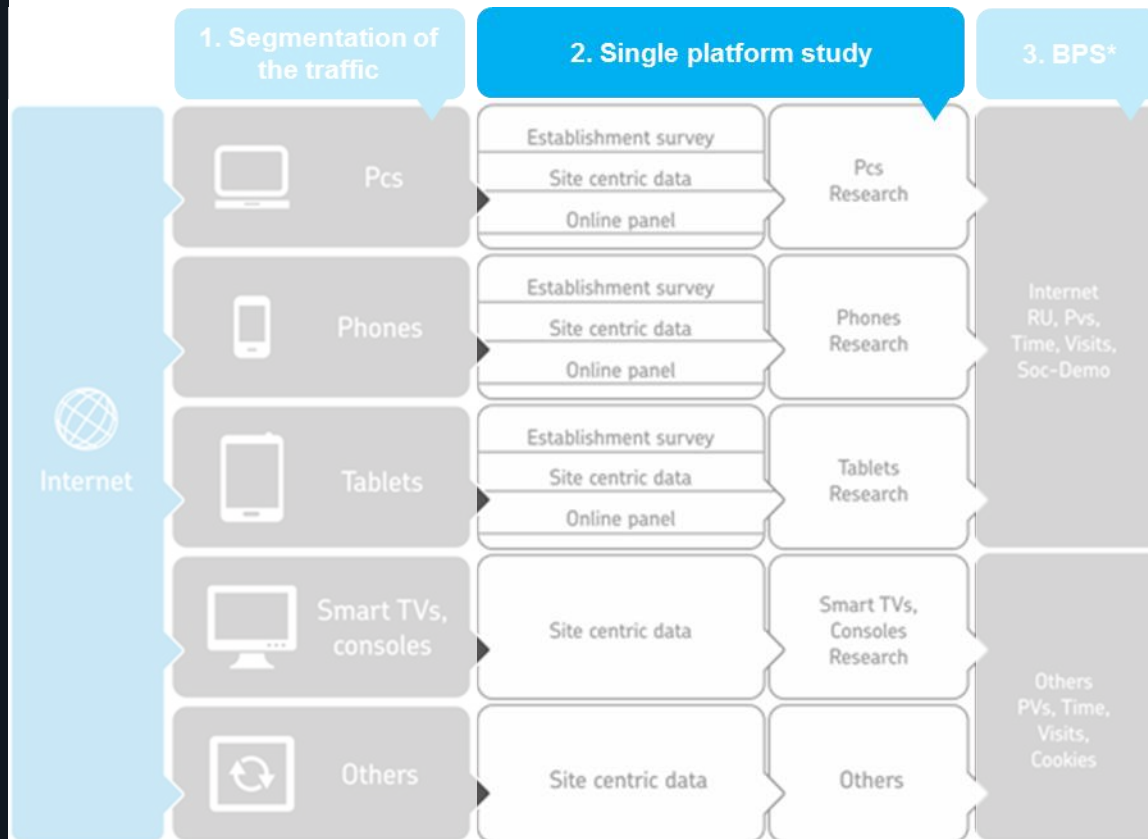 1. Segmentation of
the traffic
2. Single platform study
3. BPS*
Internet
Pcs
Establishment survey
Site centric data
Online panel
Pcs
Research
Phones
Establishment survey
Site centric data
Online panel
Phones
Research
Internet
RU, Pvs,
Time, Visits,
Soc-Demo
Tablets
Establishment survey
Site centric data
Online panel
Tablets
Research
Smart TVs,
consoles
Site centric data
Smart TVs,
Consoles
Research
Others
PVs, Time,
Visits,
Cookies
Others
Site centric data
Others